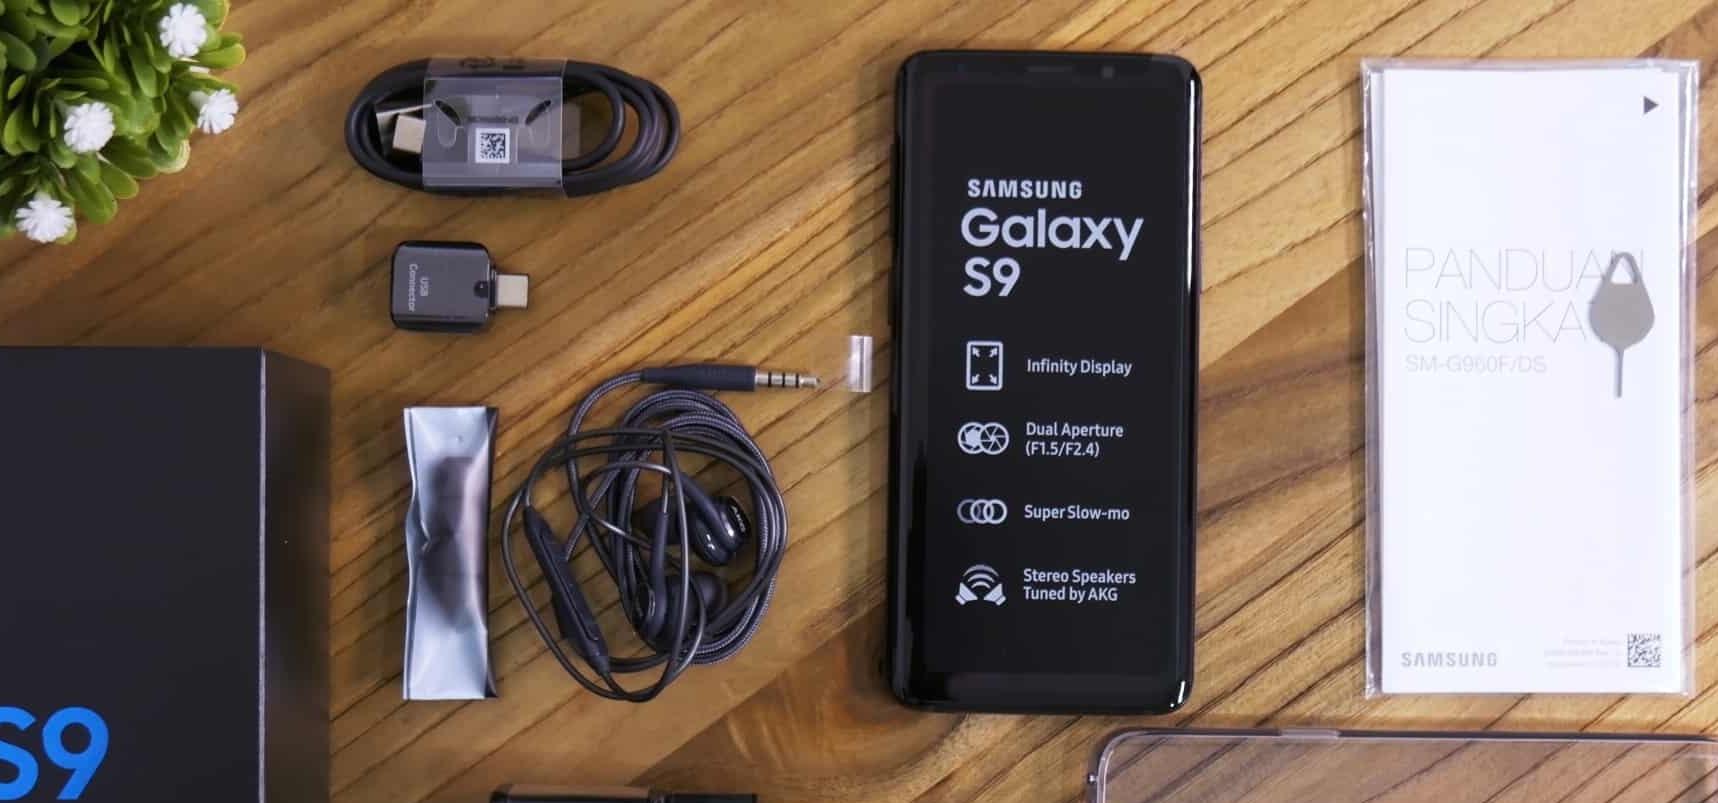 USB
Connector
AKG
S9
SAMSUNG
Galaxy
S9
Infinity Display
Dual Aperture
(F1.5/F2.4)
Super Slow-mo
Stereo Speakers
Tuned by AKG
PANDUAN
SINGKA
SM-G960F/DS
SAMSUNG